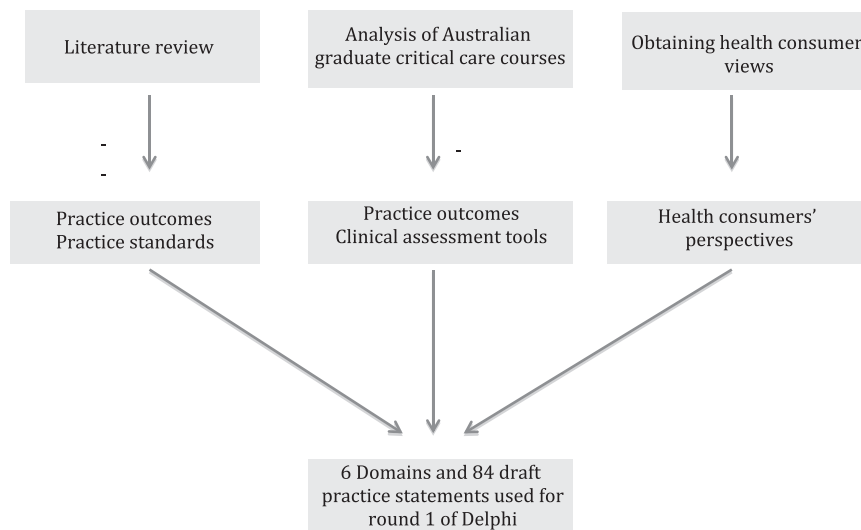 Literature review
Analysis of Australian
graduate critical care courses
Obtaining health consumer
views
-
-
-
Practice outcomes
Practice standards
Practice outcomes
Clinical assessment tools
Health consumers’
perspectives
6 Domains and 84 draft
practice statements used for
round 1 of Delphi